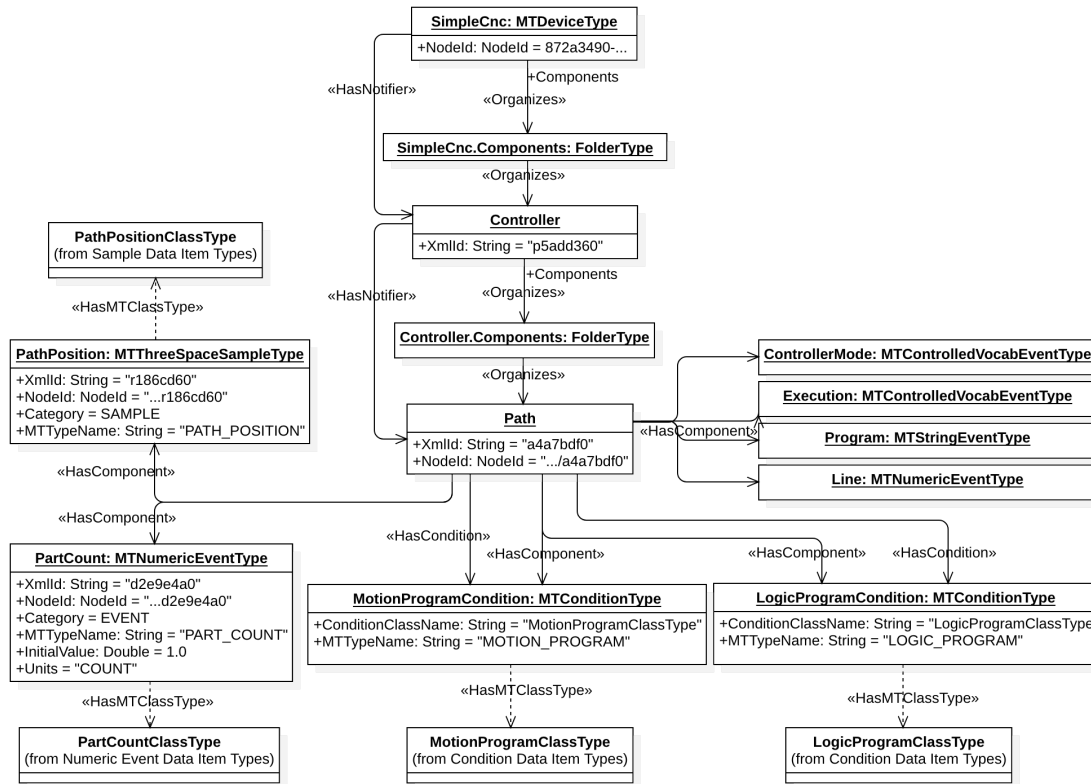 SimpleCnc: MTDeviceType
+NodeId: NodeId = 872a3490-...
+Components
«HasNotifier»
«Organizes»
SimpleCnc.Components: FolderType
«Organizes»
Controller
+XmlId: String = "p5add360"
+Components
«HasNotifier»
«Organizes»
Controller.Components: FolderType
«Organizes»
Path
+XmlId: String = "a4a7bdf0"
+NodeId: NodeId = ".../a4a7bdf0"
PathPositionClassType
(from Sample Data Item Types)
«HasMTClassType»
PathPosition: MTThreeSpaceSampleType
+XmlId: String = "r186cd60"
+NodeId: NodeId = "...r186cd60"
+Category = SAMPLE
+MTTypeName: String = "PATH_POSITION"
«HasComponent»
«HasComponent»
PartCount: MTNumericEventType
+XmlId: String = "d2e9e4a0"
+NodeId: NodeId = "...d2e9e4a0"
+Category = EVENT
+MTTypeName: String = "PART_COUNT"
+InitialValue: Double = 1.0
+Units = "COUNT"
«HasMTClassType»
PartCountClassType
(from Numeric Event Data Item Types)
ControllerMode: MTControlledVocabEventType
Execution: MTControlledVocabEventType
«HasComponent»
Program: MTStringEventType
Line: MTNumericEventType
«HasCondition»
«HasComponent»
«HasComponent»
«HasCondition»
MotionProgramCondition: MTConditionType
+ConditionClassName: String = "MotionProgramClassType"
+MTTypeName: String = "MOTION_PROGRAM"
«HasMTClassType»
MotionProgramClassType
(from Condition Data Item Types)
LogicProgramCondition: MTConditionType
+ConditionClassName: String = "LogicProgramClassType
+MTTypeName: String = "LOGIC_PROGRAM"
«HasMTClassType»
LogicProgramClassType
(from Condition Data Item Types)